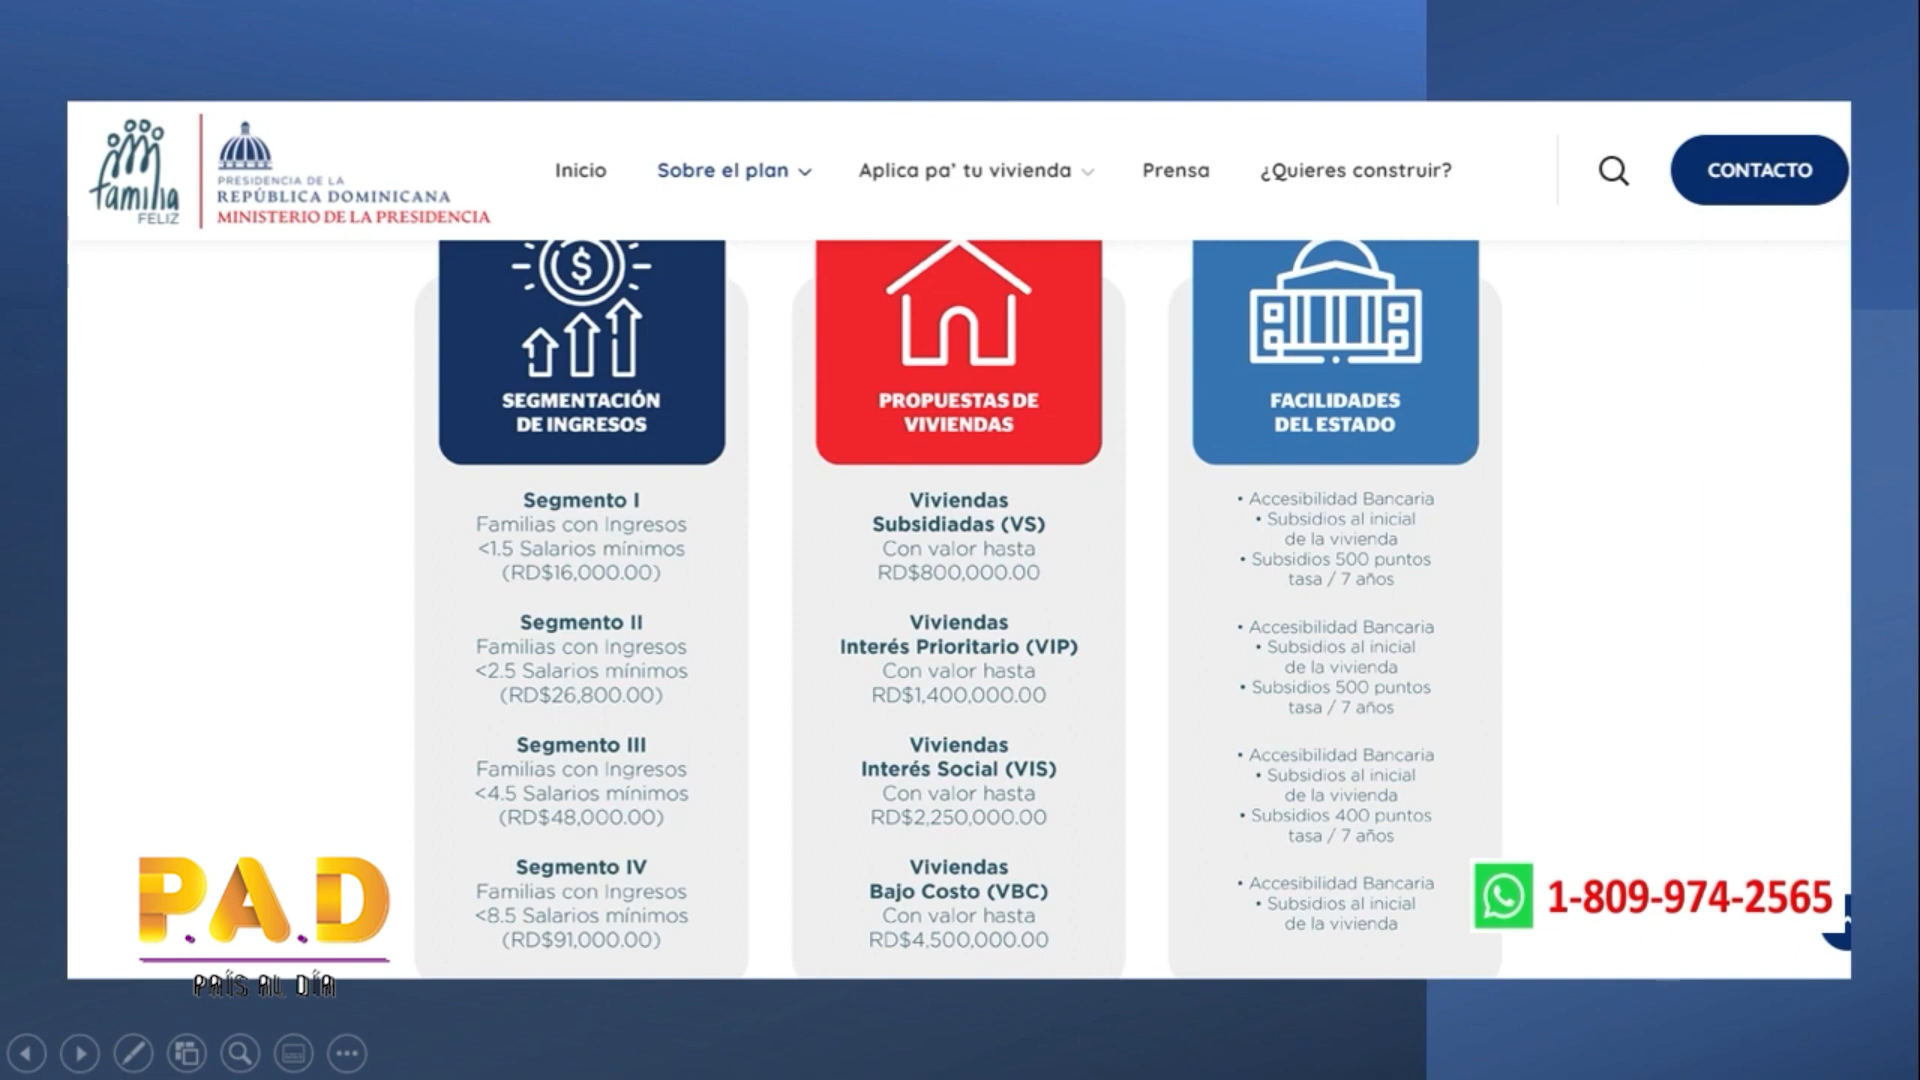 familia
FELIZ
PRESIDENCIA DE LA
REPÚBLICA DOMINICANA
MINISTERIO DE LA PRESIDENCIA
Inicio
Sobre el plan
Aplica pa' tu vivienda
Prensa
¿Quieres construir?
CONTACTO
$
SEGMENTACIÓN
DE INGRESOS
Segmento I
Familias con Ingresos
<1.5 Salarios mínimos
(RD$16,000.00)
Segmento II
Familias con Ingresos
<2.5 Salarios mínimos
(RD$26,800.00)
Segmento III
Familias con Ingresos
<4.5 Salarios mínimos
(RD$48,000.00)
Segmento IV
Familias con Ingresos
<8.5 Salarios mínimos
(RD$91,000.00)
PROPUESTAS DE
VIVIENDAS
Viviendas
Subsidiadas (VS)
Con valor hasta
RD$800,000.00
Viviendas
Interés Prioritario (VIP)
Con valor hasta
RD$1,400,000.00
Viviendas
Interés Social (VIS)
Con valor hasta
RD$2,250,000.00
Viviendas
Bajo Costo (VBC)
Con valor hasta
RD$4,500,000.00
FACILIDADES
DEL ESTADO
• Accesibilidad Bancaria
• Subsidios al inicial
de la vivienda
• Subsidios 500 puntos
tasa / 7 años
• Accesibilidad Bancaria
• Subsidios al inicial
de la vivienda
• Subsidios 500 puntos
tasa / 7 años
• Accesibilidad Bancaria
• Subsidios al inicial
de la vivienda
• Subsidios 400 puntos
tasa / 7 años
• Accesibilidad Bancaria
• Subsidios al inicial
de la vivienda
P.A.D
PAÍS AL DÍA
1-809-974-2565